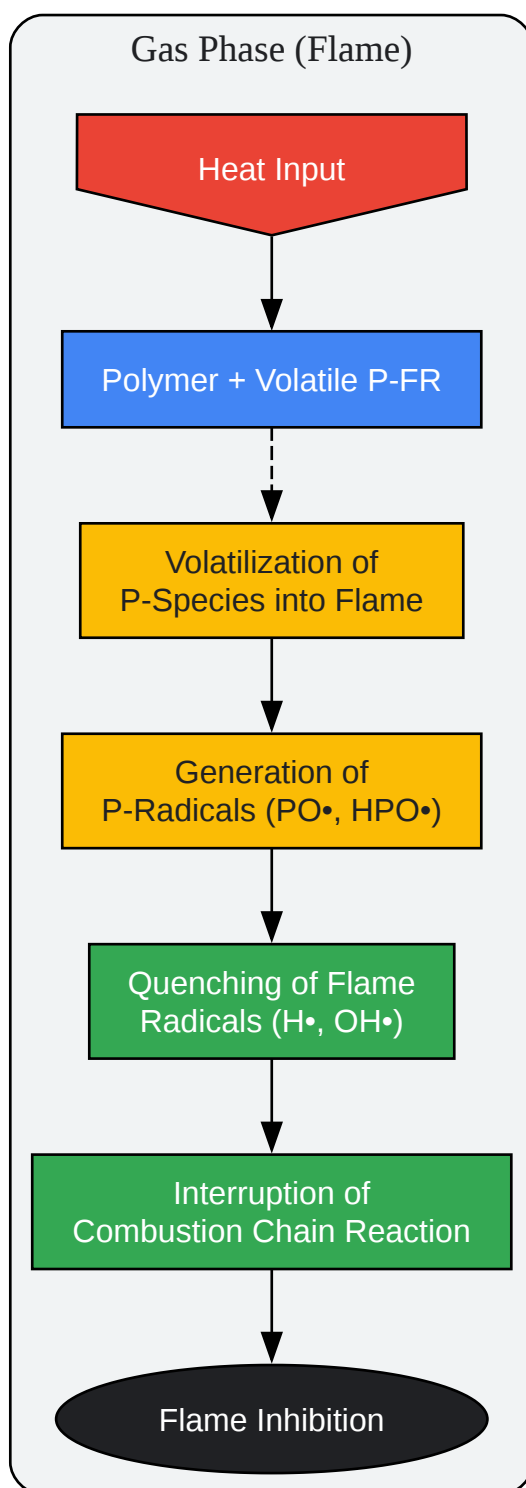 Gas Phase (Flame)
Heat Input
Polymer + Volatile P-FR
Volatilization of
P-Species into Flame
Generation of
P-Radicals (PO•, HPO•)
Quenching of Flame
Radicals (H•, OH•)
Interruption of
Combustion Chain Reaction
Flame Inhibition